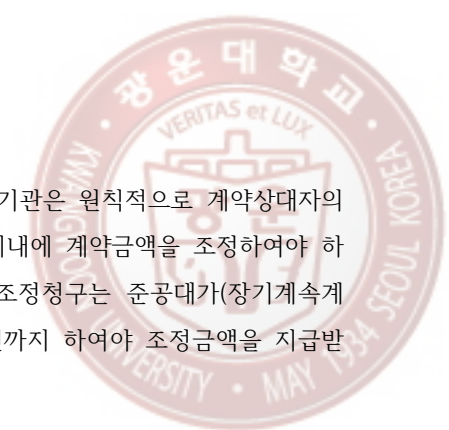 광운대학교
VERITAS et LUX
KWANGWOON UNIVERSITY • MAY 1934 SEOUL KOREA
기관은 원칙적으로 계약상대자의
이내에 계약금액을 조정하여야 하
조정청구는 준공대가(장기계속계
전까지 하여야 조정금액을 지급받